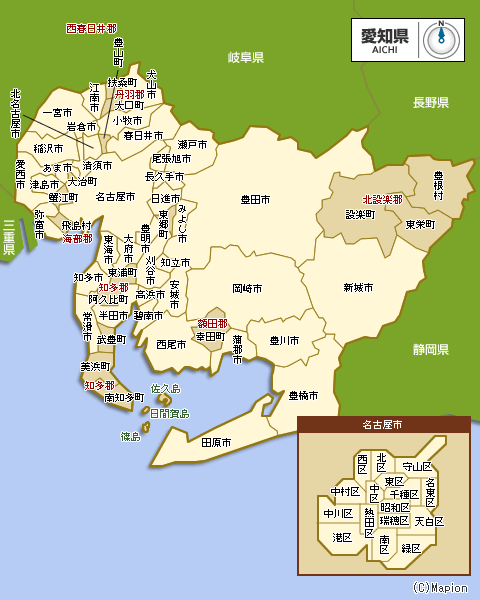 愛知県
AICHI
西春日井郡
豊山町
岐阜県
長野県
三重県
静岡県
犬山市
扶桑町
丹羽郡
大口町
江南市
北名古屋市
一宮市
岩倉市
小牧市
春日井市
稲沢市
瀬戸市
尾張旭市
愛西市
あま市
清須市
長久手市
津島市
大治町
蟹江町
名古屋市
日進市
みよし市
東郷町
豊田市
豊根村
北設楽郡
設楽町
東栄町
弥富市
飛島村
海部郡
豊明市
大府市
東海市
刈谷市
知立市
東浦町
知多市
知多郡
阿久比町
高浜市
安城市
岡崎市
新城市
常滑市
半田市
碧南市
額田郡
幸田町
武豊町
西尾市
蒲郡市
豊川市
美浜町
知多郡
南知多町
佐久島
日間賀島
篠島
豊橋市
田原市
名古屋市
西区
北区
守山区
東区
名東区
中村区
中区
千種区
昭和区
中川区
熱田区
瑞穂区
天白区
港区
南区
緑区
(C)Mapion